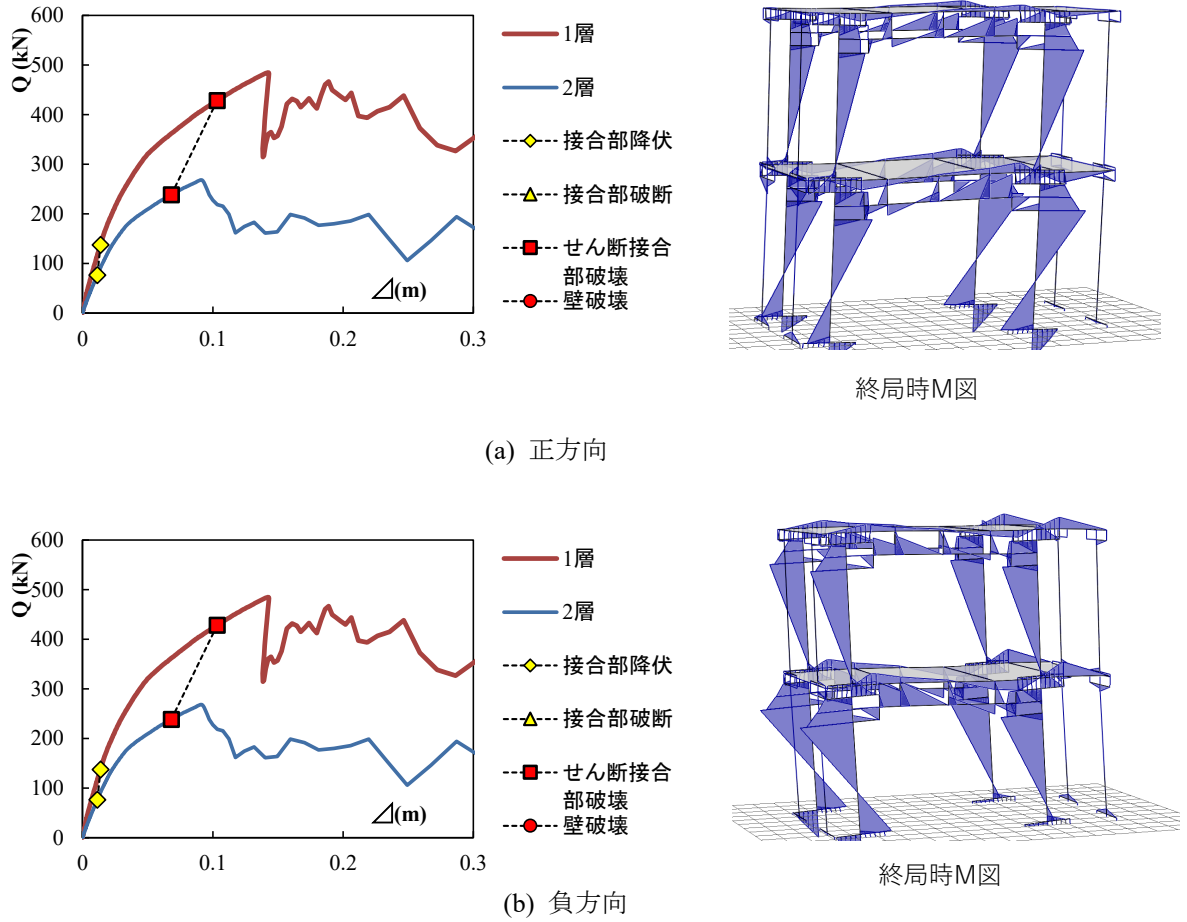 Q (kN)
600
500
400
300
200
100
0
0
0.1
0.2
0.3
⊿(m)
1層
2層
接合部降伏
接合部破断
せん断接合
部破壊
壁破壊
終局時M図
(a) 正方向
Q (kN)
600
500
400
300
200
100
0
0
0.1
0.2
0.3
⊿(m)
1層
2層
接合部降伏
接合部破断
せん断接合
部破壊
壁破壊
終局時M図
(b) 負方向